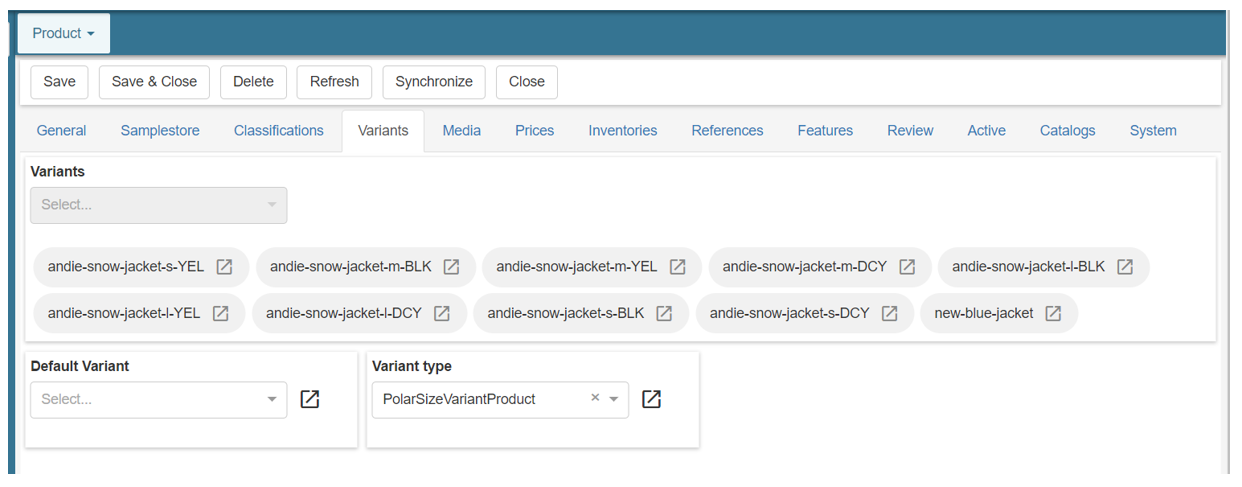 Product
Save Save & Close Delete Refresh Synchronize Close
General Samplestore Classifications Variants Media Prices Inventories References Features Review Active Catalogs System
Variants
Select...
andie-snow-jacket-s-YEL andie-snow-jacket-m-BLK andie-snow-jacket-m-YEL andie-snow-jacket-m-DCY andie-snow-jacket-l-BLK
andie-snow-jacket-l-YEL andie-snow-jacket-l-DCY andie-snow-jacket-s-BLK andie-snow-jacket-s-DCY new-blue-jacket
Default Variant Variant type
Select... PolarSizeVariantProduct ×